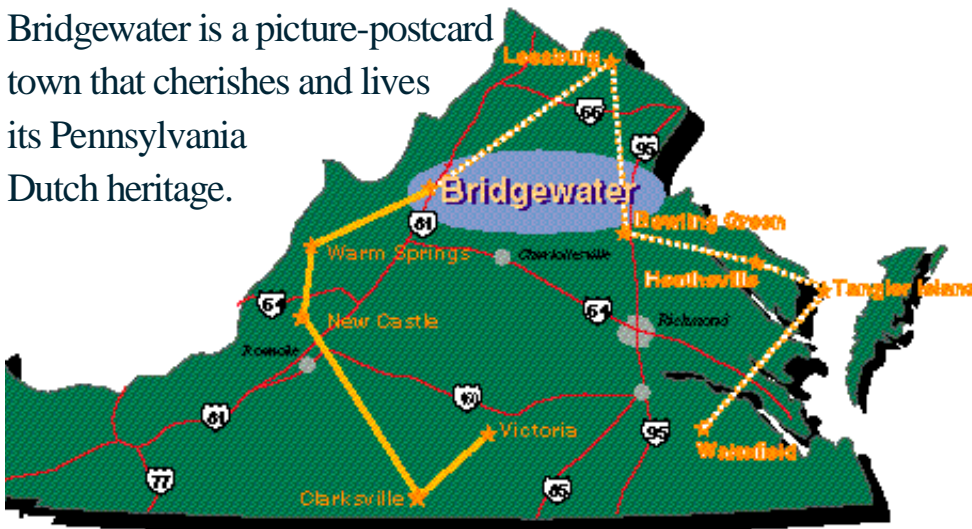 Bridgewater is a picture-postcard
town that cherishes and lives
its Pennsylvania
Dutch heritage.
Leesburg
66
95
Bridgewater
81
Bowling Green
Warm Springs
Charlottesville
Heathsville
Tangier Island
64
64
New Castle
Richmond
Roanoke
460
81
Victoria
95
Wakefield
77
85
Clarksville